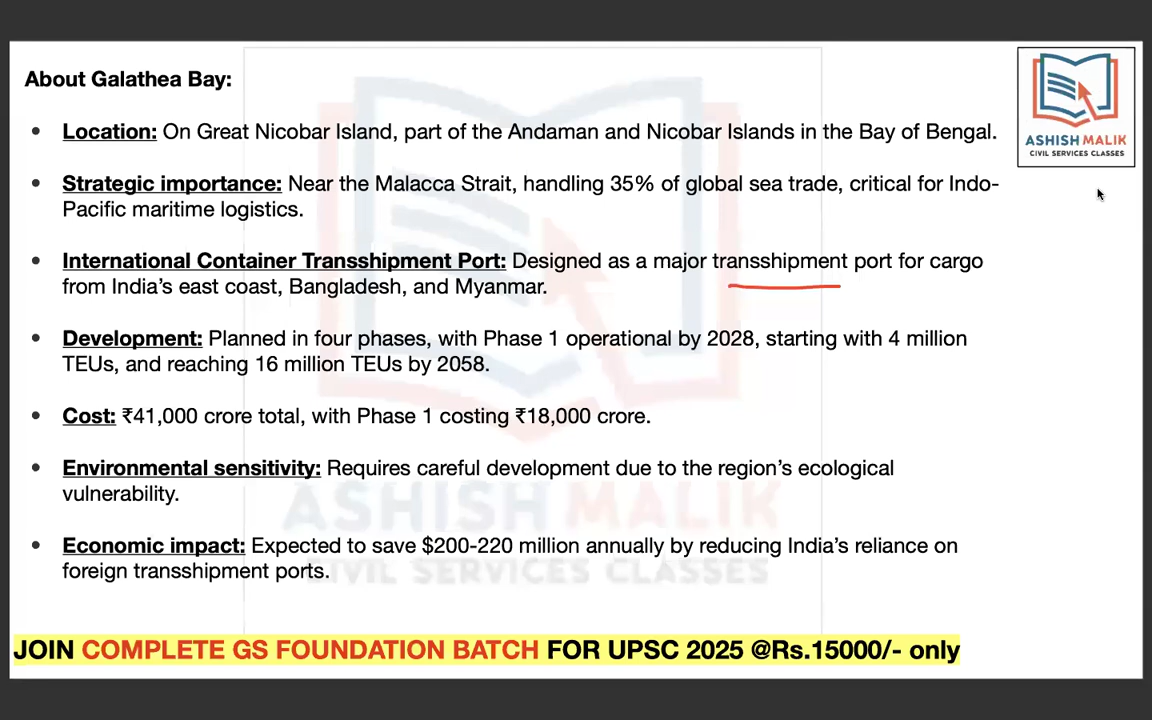 About Galathea Bay:
ASHISH MALIK
CIVIL SERVICES CLASSES
• Location: On Great Nicobar Island, part of the Andaman and Nicobar Islands in the Bay of Bengal.
• Strategic importance: Near the Malacca Strait, handling 35% of global sea trade, critical for Indo-
Pacific maritime logistics.
• International Container Transshipment Port: Designed as a major transshipment port for cargo
from India’s east coast, Bangladesh, and Myanmar.
• Development: Planned in four phases, with Phase 1 operational by 2028, starting with 4 million
TEUs, and reaching 16 million TEUs by 2058.
• Cost: ₹41,000 crore total, with Phase 1 costing ₹18,000 crore.
• Environmental sensitivity: Requires careful development due to the region’s ecological
vulnerability.
ASHISH MALIK
• Economic impact: Expected to save $200-220 million annually by reducing India’s reliance on
foreign transshipment ports.
CIVIL SERVICES CLASSES
JOIN COMPLETE GS FOUNDATION BATCH FOR UPSC 2025 @Rs.15000/- only